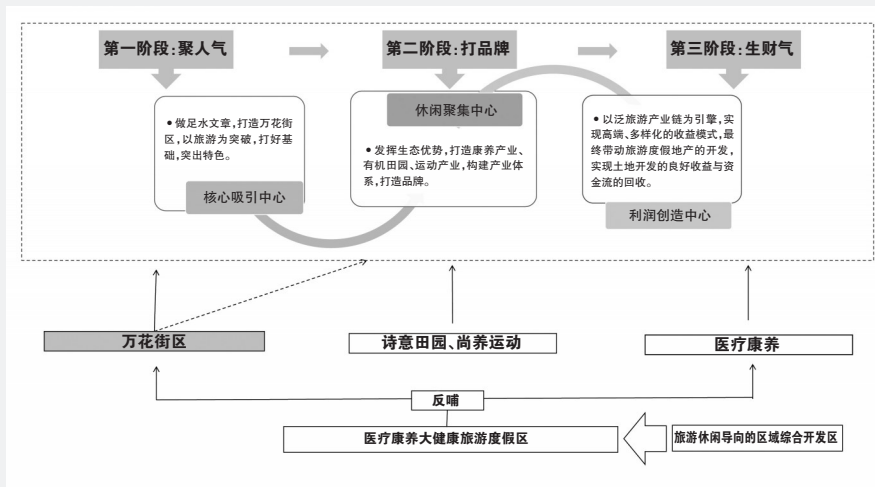 第一阶段:聚人气
第二阶段:打品牌
第三阶段:生财气
●做足水文章,打造万花街
区,以旅游为突破,打好基
础,突出特色。
核心吸引中心
休闲聚集中心
●发挥生态优势,打造康养产业、
有机田园、运动产业,构建产业体
系,打造品牌。
●以泛旅游产业链为引擎,实
现高端、多样化的收益模式,最
终带动旅游度假地产的开发,
实现土地开发的良好收益与资
金流的回收。
利润创造中心
万花街区
诗意田园、尚养运动
医疗康养
反哺
医疗康养大健康旅游度假区
旅游休闲导向的区域综合开发区